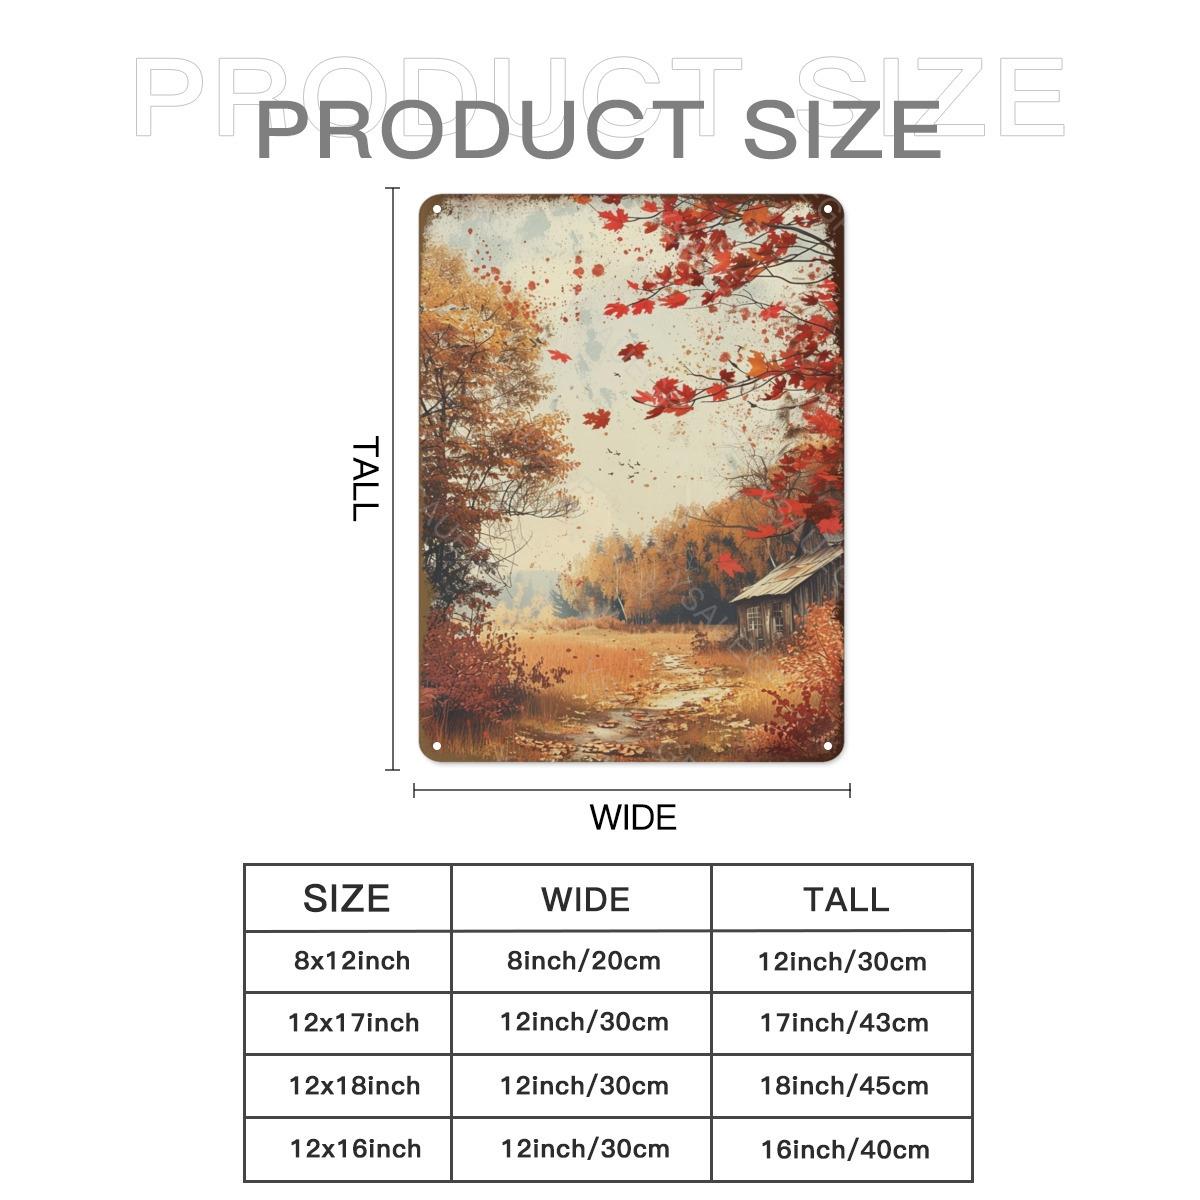 PRODUCT SIZE
PRODUCT SIZE
TALL
WIDE
SIZE WIDE TALL
8x12inch 8inch/20cm 12inch/30cm
12x17inch 12inch/30cm 17inch/43cm
12x18inch 12inch/30cm 18inch/45cm
12x16inch 12inch/30cm 16inch/40cm